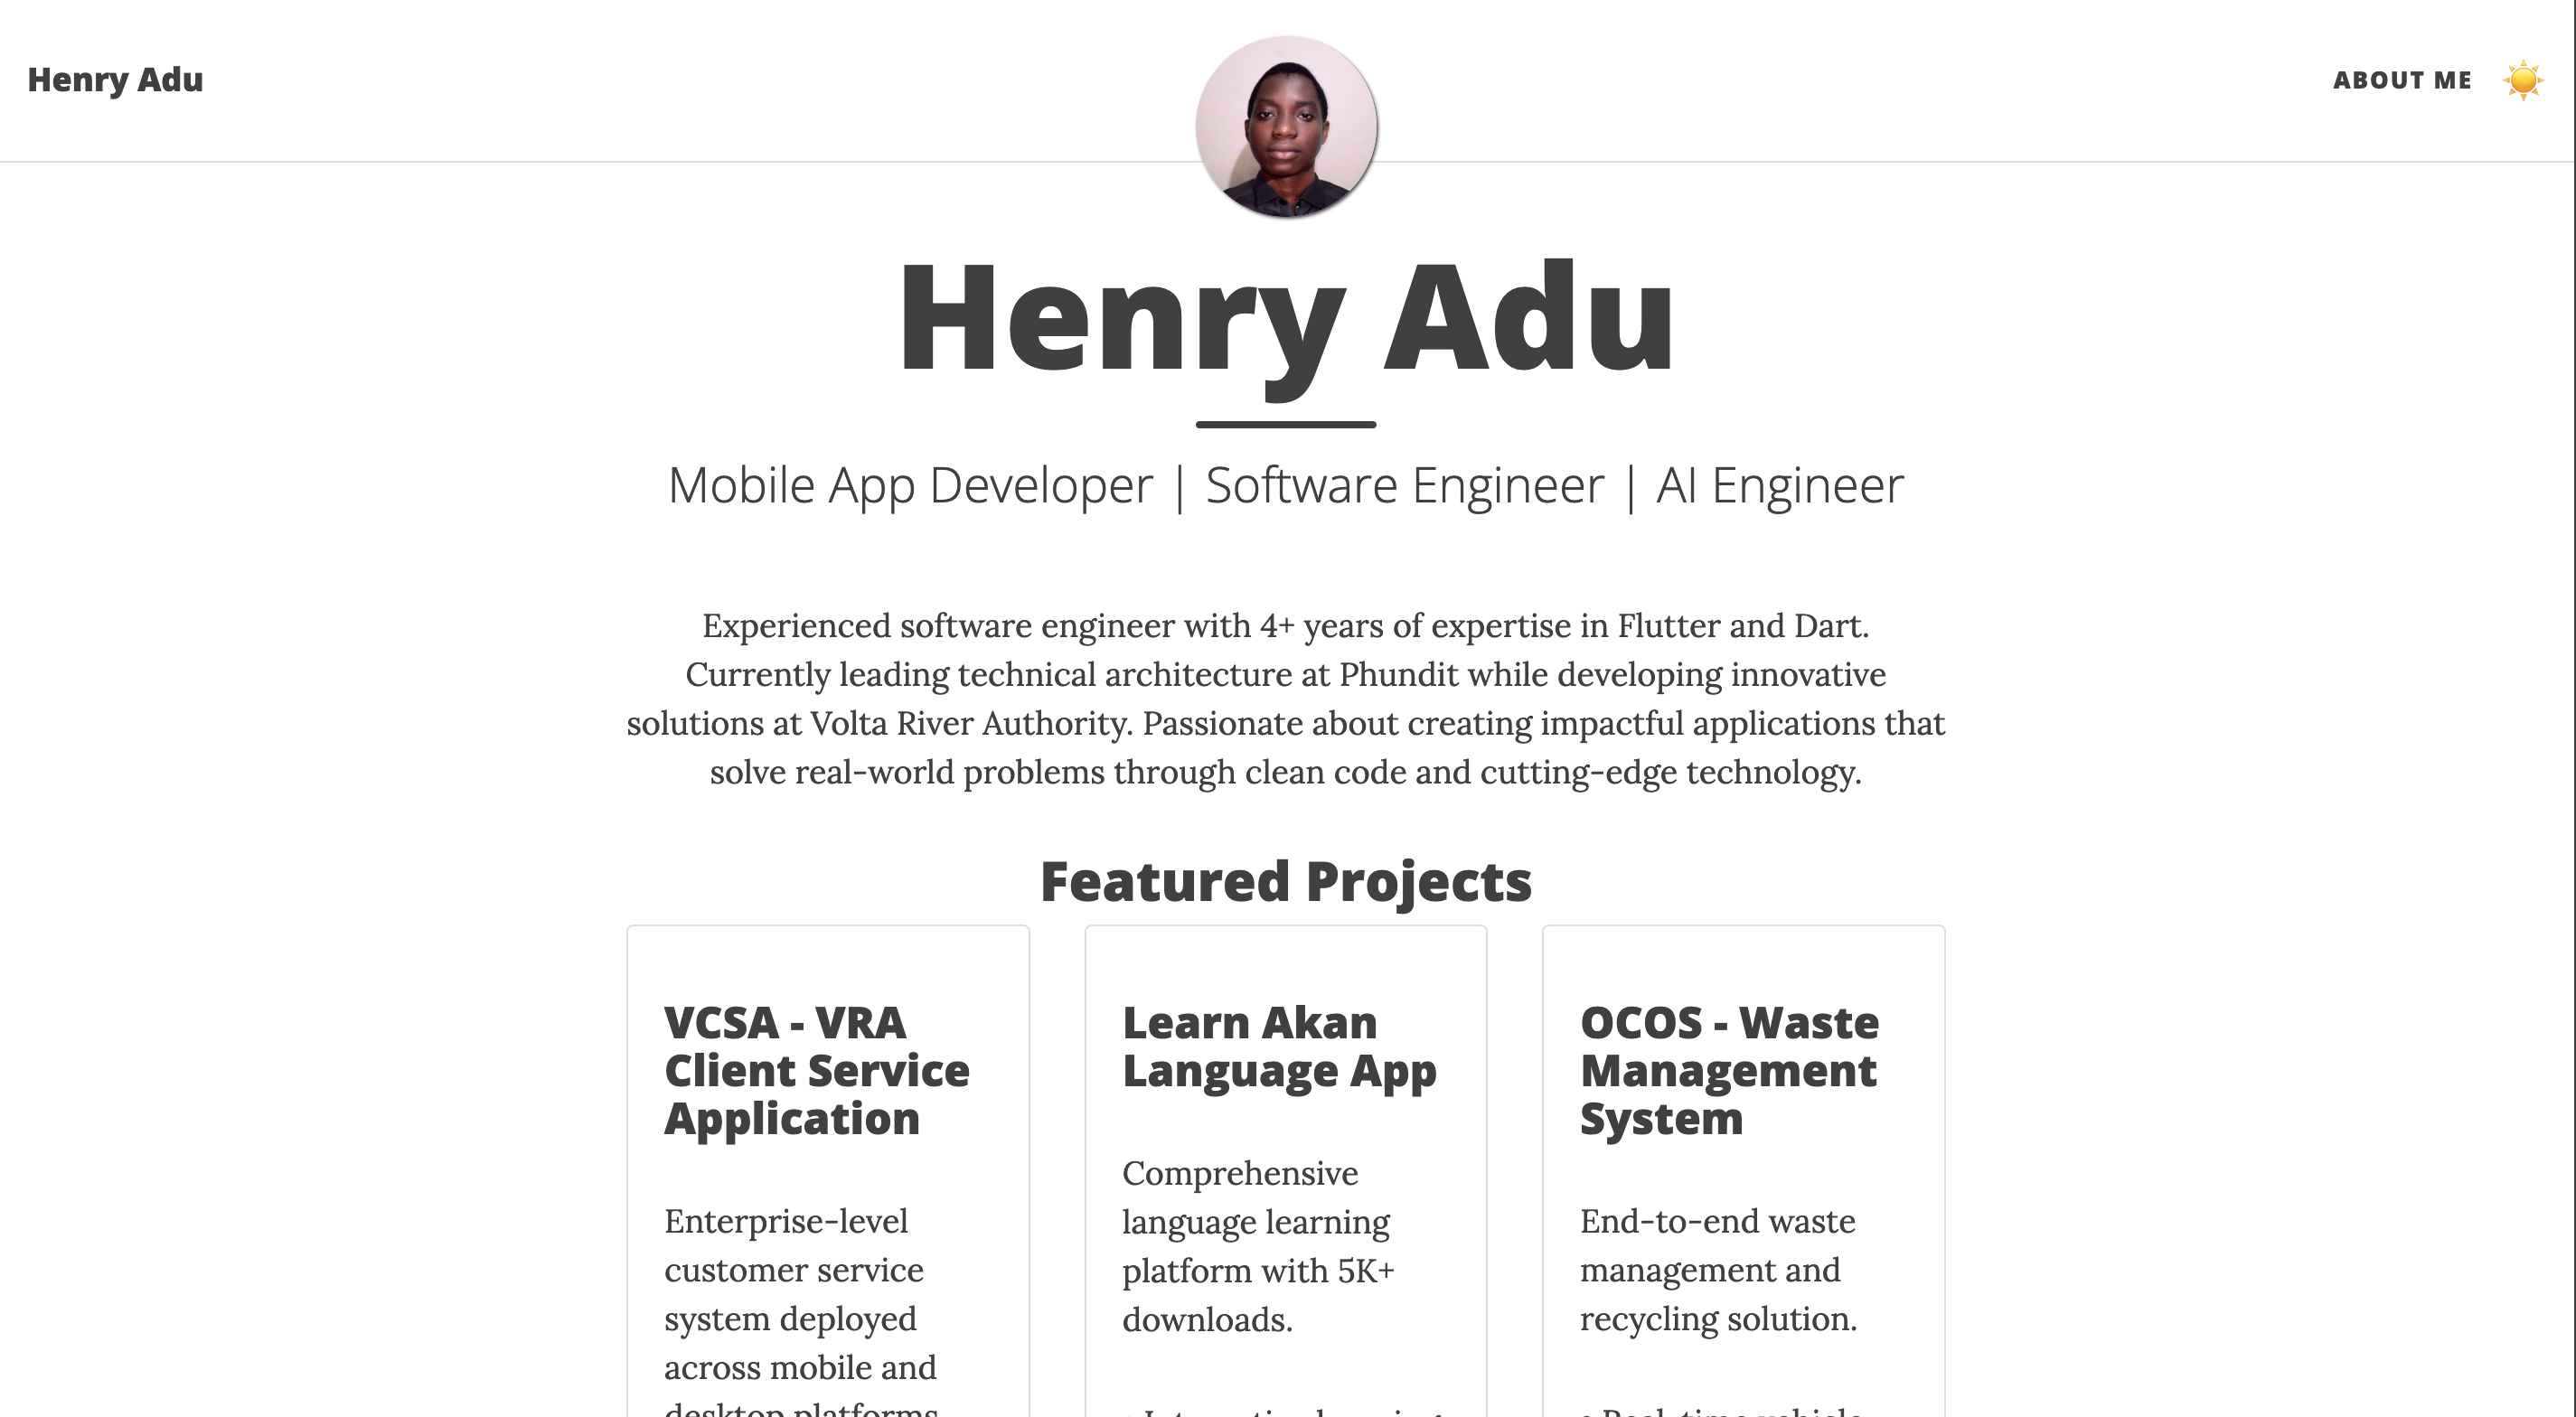 Henry Adu
ABOUT ME
Henry Adu
Mobile App Developer | Software Engineer | AI Engineer
Experienced software engineer with 4+ years of expertise in Flutter and Dart.
Currently leading technical architecture at Phundit while developing innovative
solutions at Volta River Authority. Passionate about creating impactful applications that
solve real-world problems through clean code and cutting-edge technology.
Featured Projects
VCSA - VRA
Client Service
Application
Enterprise-level
customer service
system deployed
across mobile and
desktop platforms
Learn Akan
Language App
Comprehensive
language learning
platform with 5K+
downloads.
OCOS - Waste
Management
System
End-to-end waste
management and
recycling solution.